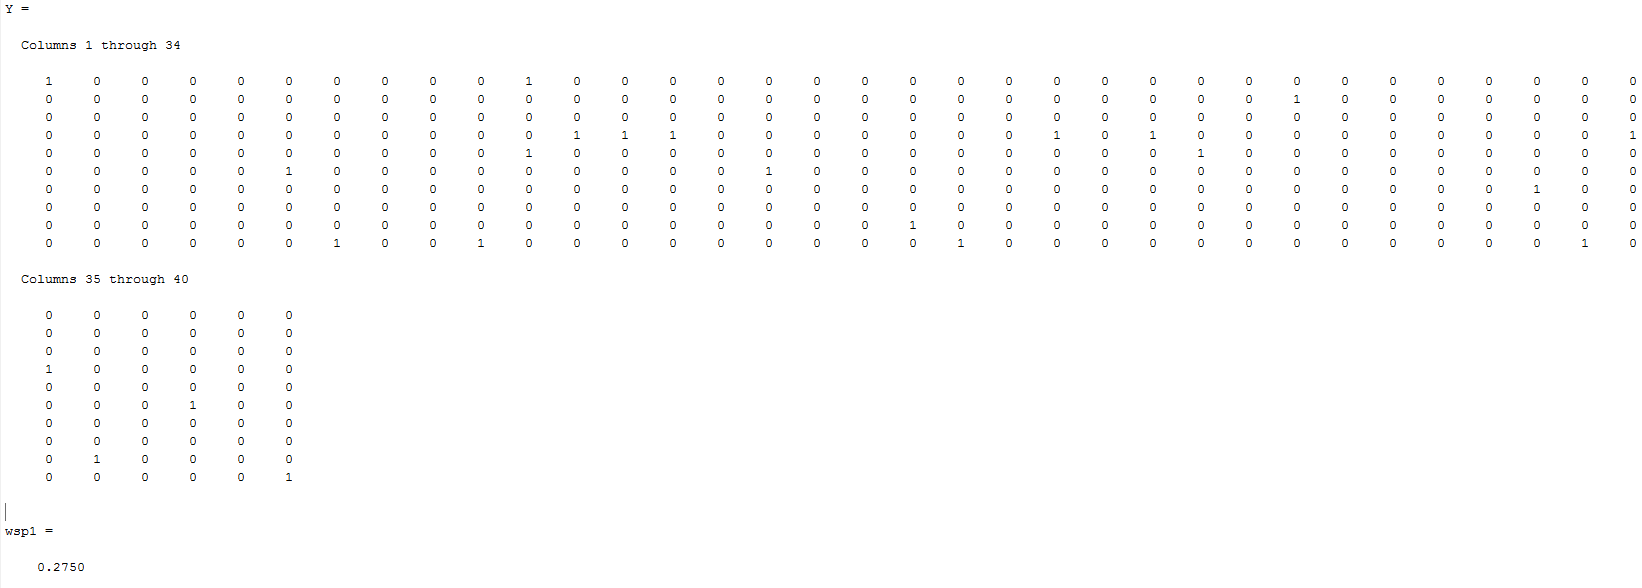 Y =
Columns 1 through 34
1 0 0 0 0 0 0 0 0 0 1 0 0 0 0 0 0 0 0 0 0 0 0 0 0 0 0 0 0 0 0 0 0 0
0 0 0 0 0 0 0 0 0 0 0 0 0 0 0 0 0 0 0 0 0 0 0 0 0 0 1 0 0 0 0 0 0 0
0 0 0 0 0 0 0 0 0 0 0 0 0 0 0 0 0 0 0 0 0 0 0 0 0 0 0 0 0 0 0 0 0 0
0 0 0 0 0 0 0 0 0 0 0 1 1 1 0 0 0 0 0 0 0 1 0 1 0 0 0 0 0 0 0 0 0 1
0 0 0 0 0 0 0 0 0 0 1 0 0 0 0 0 0 0 0 0 0 0 0 0 1 0 0 0 0 0 0 0 0 0
0 0 0 0 0 1 0 0 0 0 0 0 0 0 0 1 0 0 0 0 0 0 0 0 0 0 0 0 0 0 0 0 0 0
0 0 0 0 0 0 0 0 0 0 0 0 0 0 0 0 0 0 0 0 0 0 0 0 0 0 0 0 0 0 0 1 0 0
0 0 0 0 0 0 0 0 0 0 0 0 0 0 0 0 0 0 0 0 0 0 0 0 0 0 0 0 0 0 0 0 0 0
0 0 0 0 0 0 0 0 0 0 0 0 0 0 0 0 0 0 1 0 0 0 0 0 0 0 0 0 0 0 0 0 0 0
0 0 0 0 0 0 1 0 0 1 0 0 0 0 0 0 0 0 0 1 0 0 0 0 0 0 0 0 0 0 0 0 1 0
Columns 35 through 40
0 0 0 0 0 0
0 0 0 0 0 0
0 0 0 0 0 0
1 0 0 0 0 0
0 0 0 0 0 0
0 0 0 1 0 0
0 0 0 0 0 0
0 0 0 0 0 0
0 1 0 0 0 0
0 0 0 0 0 1
wsp1 =
0.2750